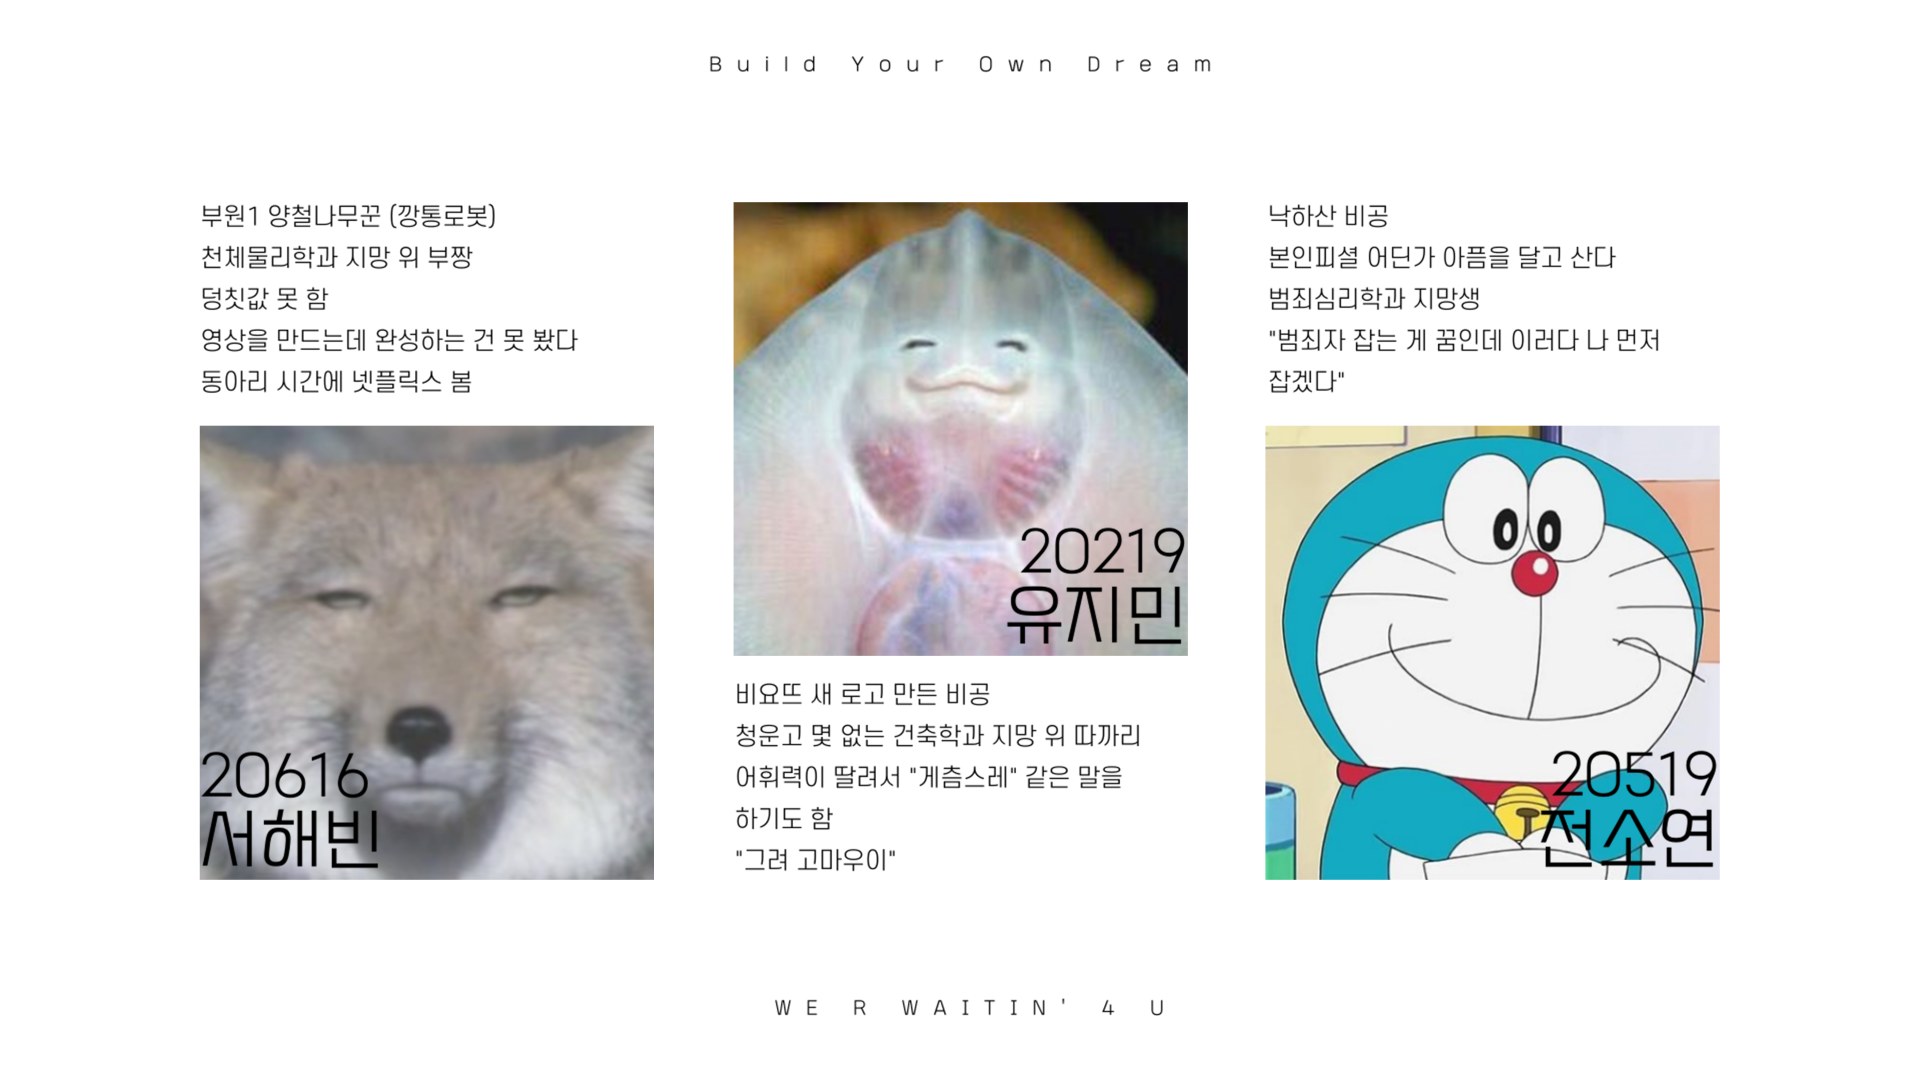 Build Your Own Dream
부원1 양철나무꾼 (깡통로봇)
천체물리학과 지망 위 부짱
덩칫값 못 함
영상을 만드는데 완성하는 건 못 봤다
동아리 시간에 넷플릭스 봄
20616
서해빈
20219
유지민
비요뜨 새 로고 만든 비공
청운고 몇 없는 건축학과 지망 위 따까리
어휘력이 딸려서 "게츰스레" 같은 말을
하기도 함
"그려 고마우이"
낙하산 비공
본인피셜 어딘가 아픔을 달고 산다
범죄심리학과 지망생
"범죄자 잡는 게 꿈인데 이러다 나 먼저
잡겠다"
20519
전소연
WE R WAITIN' 4 U